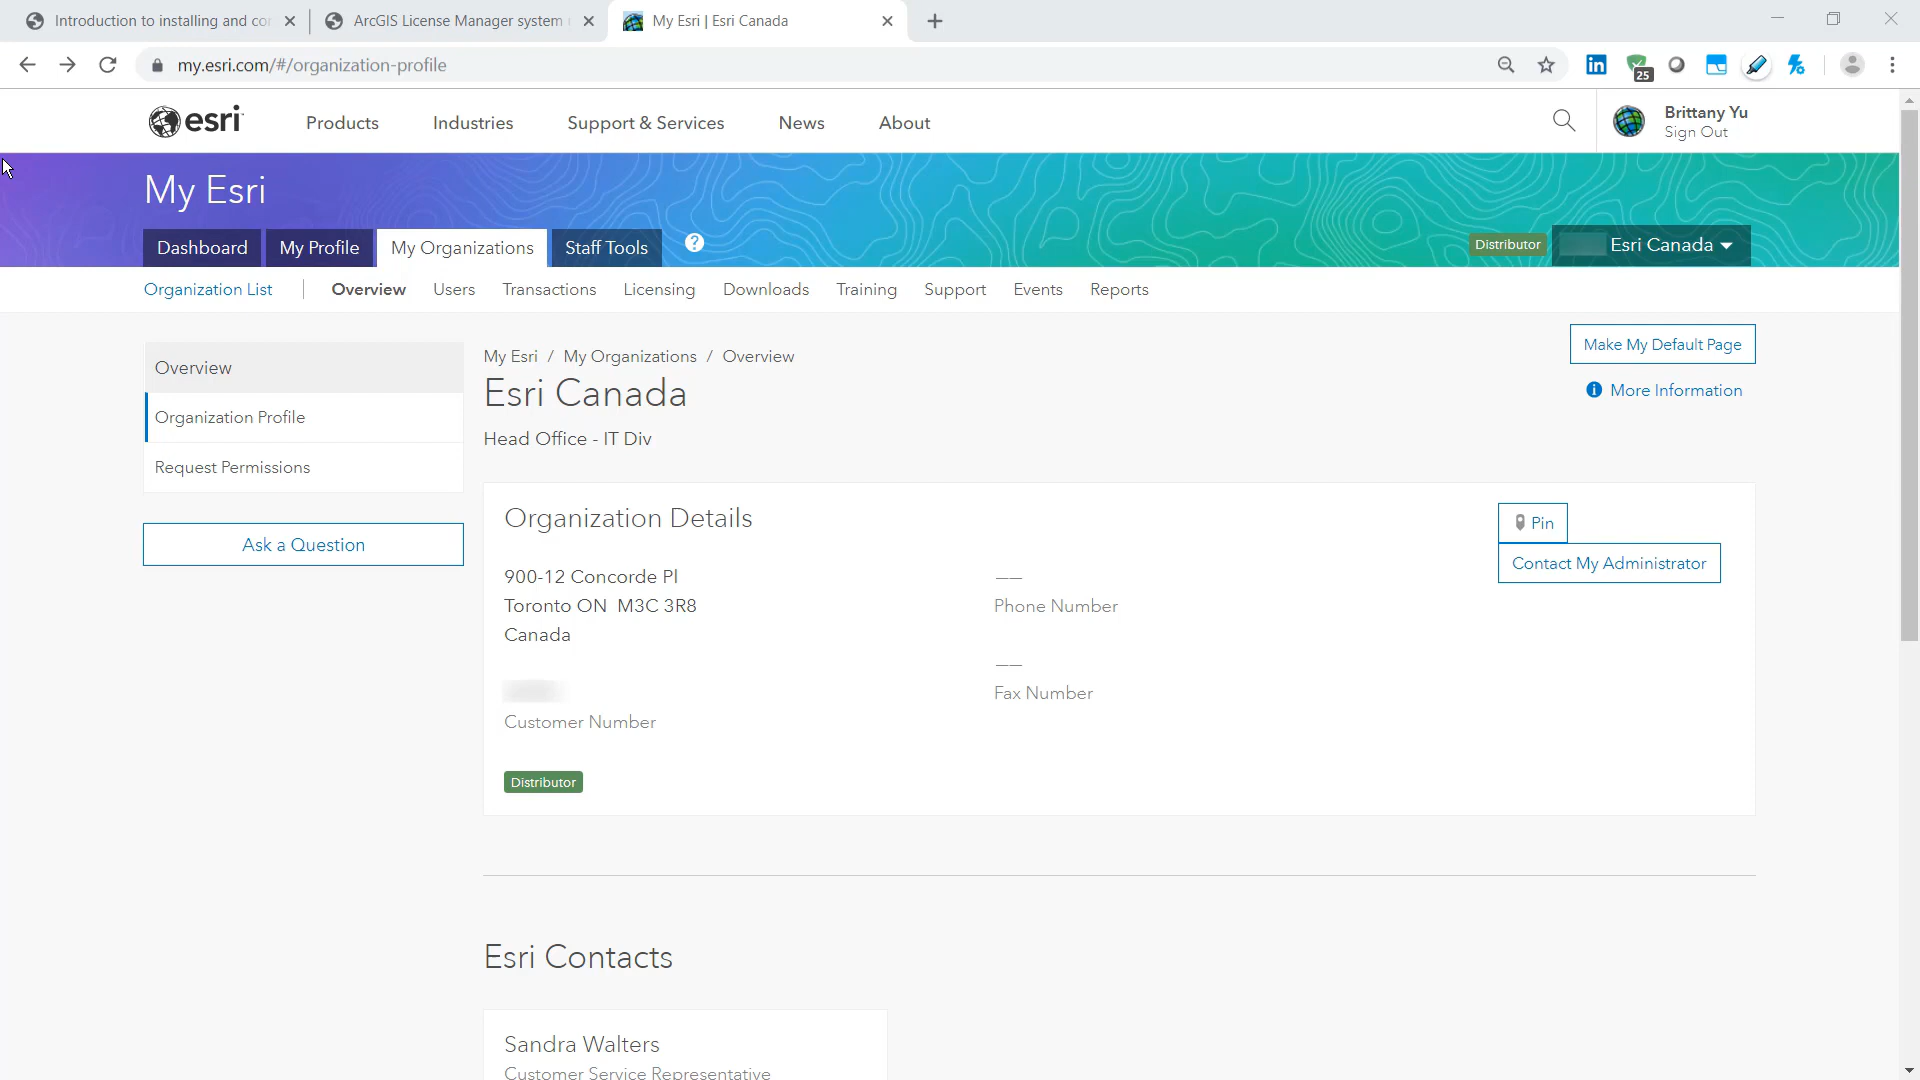 Introduction to installing and co
ArcGIS License Manager system
My Esri | Esri Canada
my.esri.com/#/organization-profile
25
esri
Products
Industries
Support & Services
News
About
Brittany Yu
Sign Out
My Esri
Dashboard
My Profile
My Organizations
Staff Tools
?
Distributor
Esri Canada
Organization List
Overview
Users
Transactions
Licensing
Downloads
Training
Support
Events
Reports
Overview
Organization Profile
Request Permissions
Ask a Question
My Esri / My Organizations / Overview
Make My Default Page
Esri Canada
More Information
Head Office - IT Div
Organization Details
Pin
Contact My Administrator
900-12 Concorde Pl
Toronto ON M3C 3R8
Canada
Customer Number
Phone Number
Fax Number
Distributor
Esri Contacts
Sandra Walters
Customer Service Representative